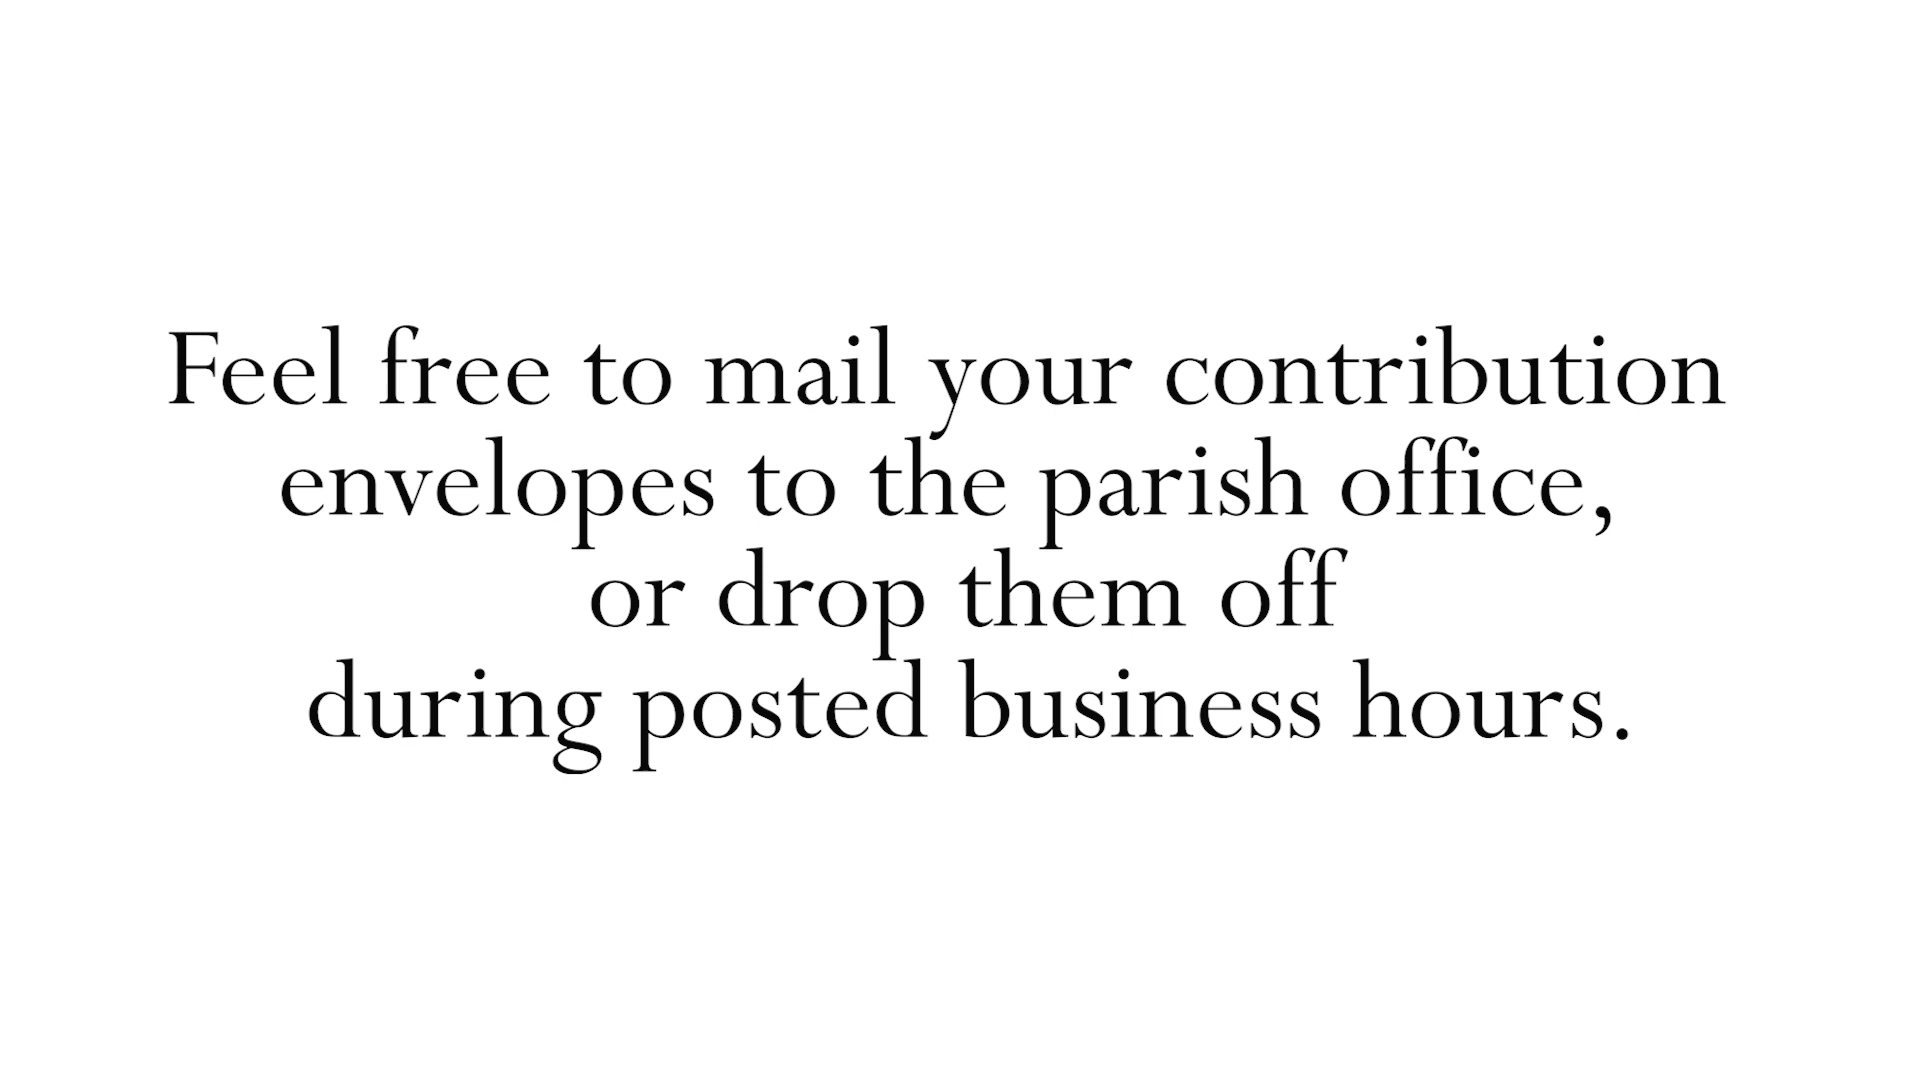 Feel free to mail your contribution
envelopes to the parish office,
or drop them off
during posted business hours.